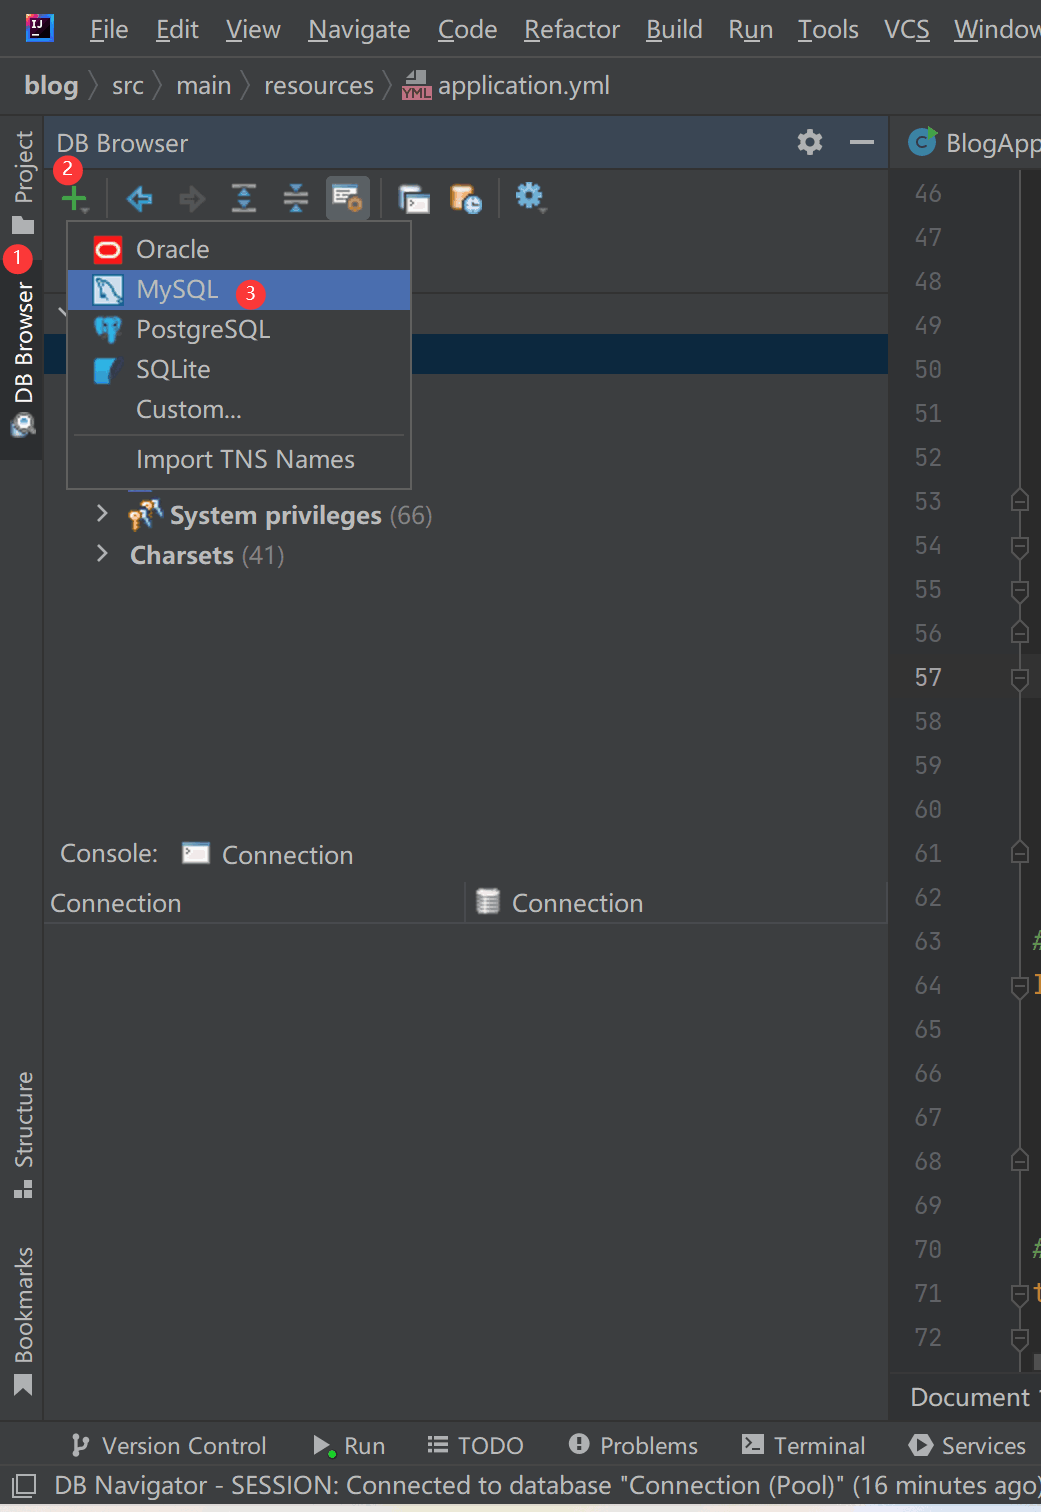 File Edit View Navigate Code Refactor Build Run Tools VCS Window
blog src main resources application.yml
Project
DB Browser
BlogApp
2
1
Oracle
MySQL 3
PostgreSQL
SQLite
Custom...
Import TNS Names
DB Browser
System privileges (66)
Charsets (41)
Console: Connection
Connection Connection
46
47
48
49
50
51
52
53
54
55
56
57
58
59
60
61
62
63 #
64
65
66
67
68
69
70 #
71 t
72
Structure
Bookmarks
Document
Version Control Run TODO Problems Terminal Services
DB Navigator - SESSION: Connected to database "Connection (Pool)" (16 minutes ago)